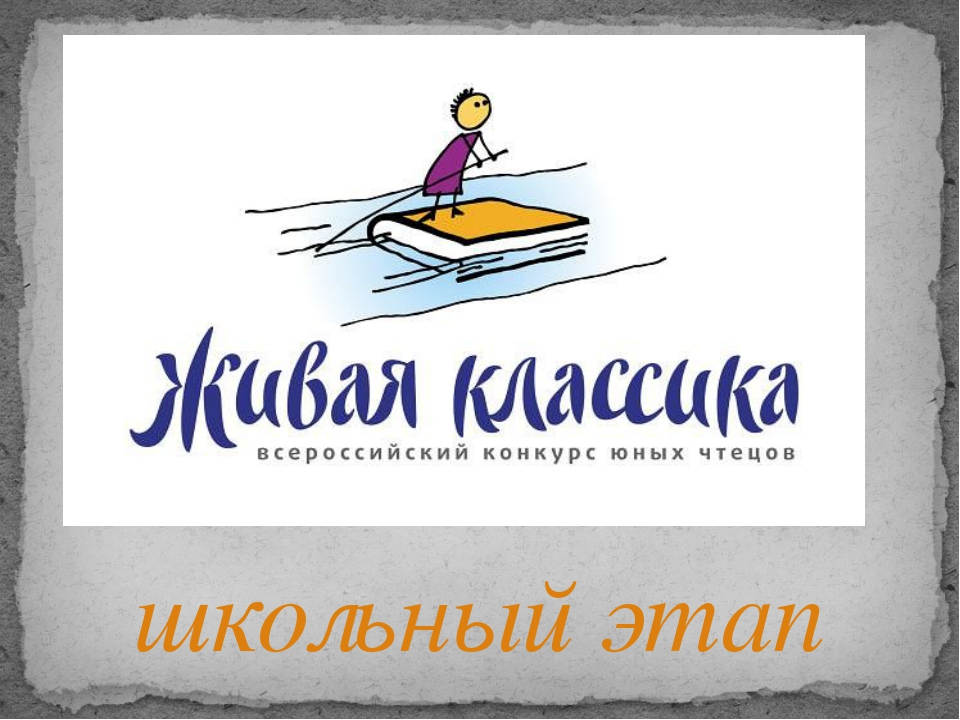 Живая классика
всероссийский конкурс юных чтецов
школьный этап